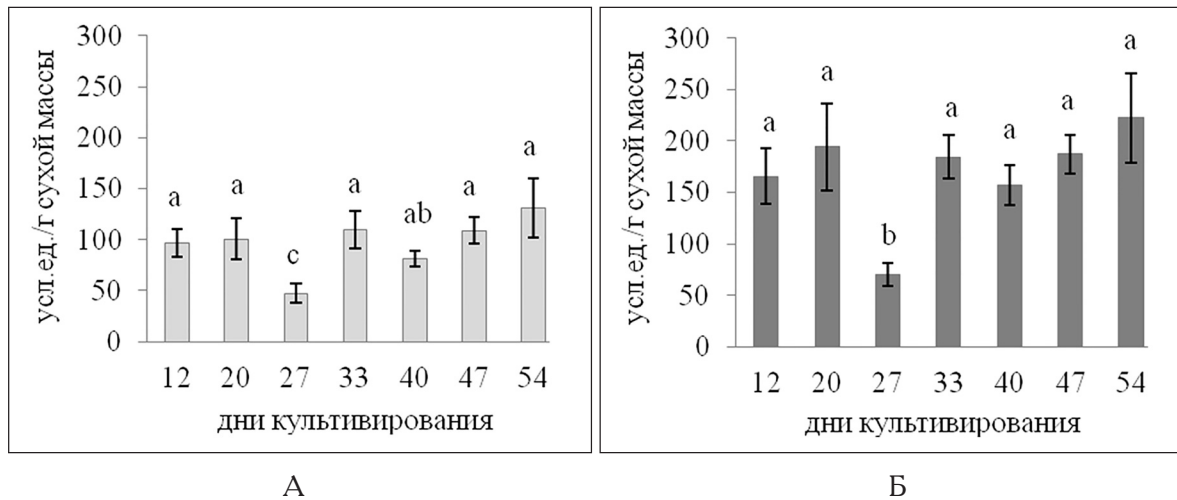 усл.ед./г сухой массы
300
250
200
150
100
50
0
a
a
c
a
ab
a
a
12 20 27 33 40 47 54
дни культивирования
А
усл.ед./г сухой массы
300
250
200
150
100
50
0
a
a
b
a
a
a
a
12 20 27 33 40 47 54
дни культивирования
Б